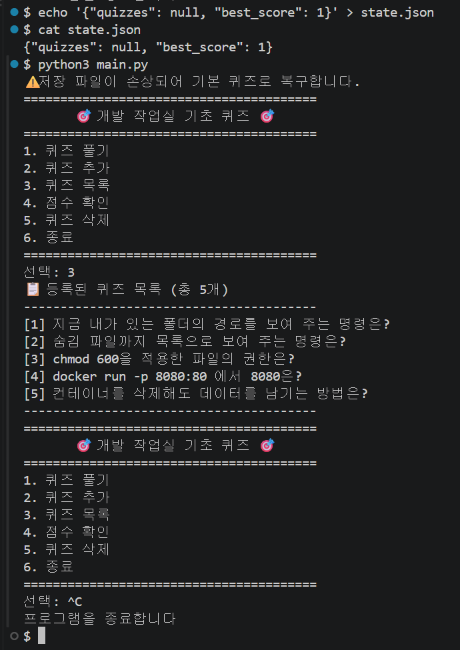 $ echo '{"quizzes": null, "best_score": 1}' > state.json
$ cat state.json
{"quizzes": null, "best_score": 1}
$ python3 main.py
⚠️저장 파일이 손상되어 기본 퀴즈로 복구합니다.
========================================
🎯 개발 작업실 기초 퀴즈 🎯
========================================
1. 퀴즈 풀기
2. 퀴즈 추가
3. 퀴즈 목록
4. 점수 확인
5. 퀴즈 삭제
6. 종료
========================================
선택: 3
📋 등록된 퀴즈 목록 (총 5개)
----------------------------------------
[1] 지금 내가 있는 폴더의 경로를 보여 주는 명령은?
[2] 숨김 파일까지 목록으로 보여 주는 명령은?
[3] chmod 600을 적용한 파일의 권한은?
[4] docker run -p 8080:80 에서 8080은?
[5] 컨테이너를 삭제해도 데이터를 남기는 방법은?
----------------------------------------
========================================
🎯 개발 작업실 기초 퀴즈 🎯
========================================
1. 퀴즈 풀기
2. 퀴즈 추가
3. 퀴즈 목록
4. 점수 확인
5. 퀴즈 삭제
6. 종료
========================================
선택: ^C
프로그램을 종료합니다
$